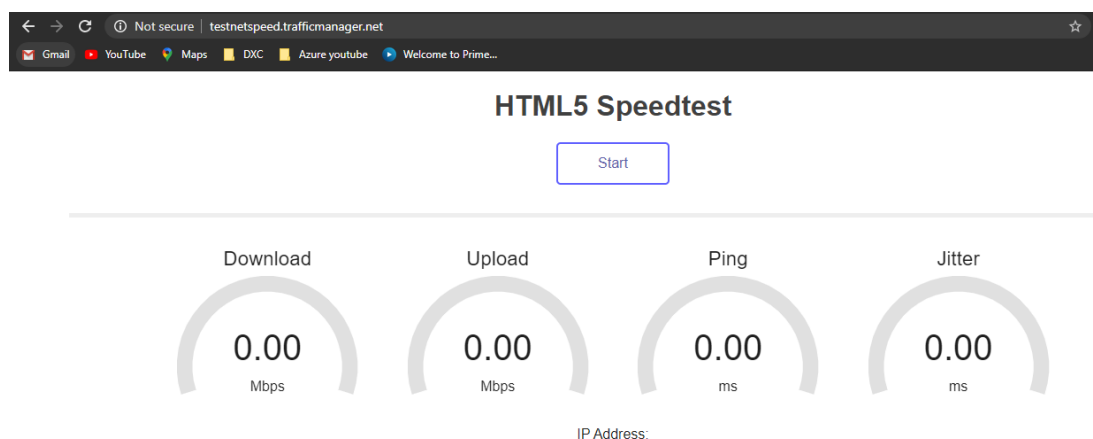 Not secure | testnetspeed.trafficmanager.net
Gmail YouTube Maps DXC Azure youtube Welcome to Prime...
HTML5 Speedtest
Start
Download Upload Ping Jitter
0.00 0.00 0.00 0.00
Mbps Mbps ms ms
IP Address: